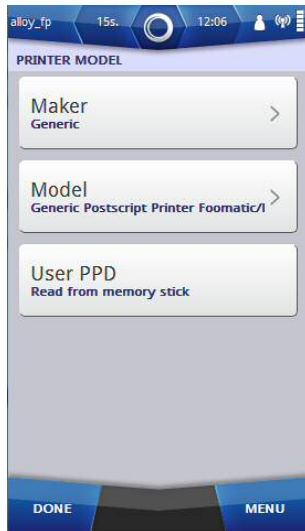 alloy_fp 15s. 12:06
PRINTER MODEL
Maker
Generic
Model
Generic Postscript Printer Foomatic/
User PPD
Read from memory stick
DONE MENU